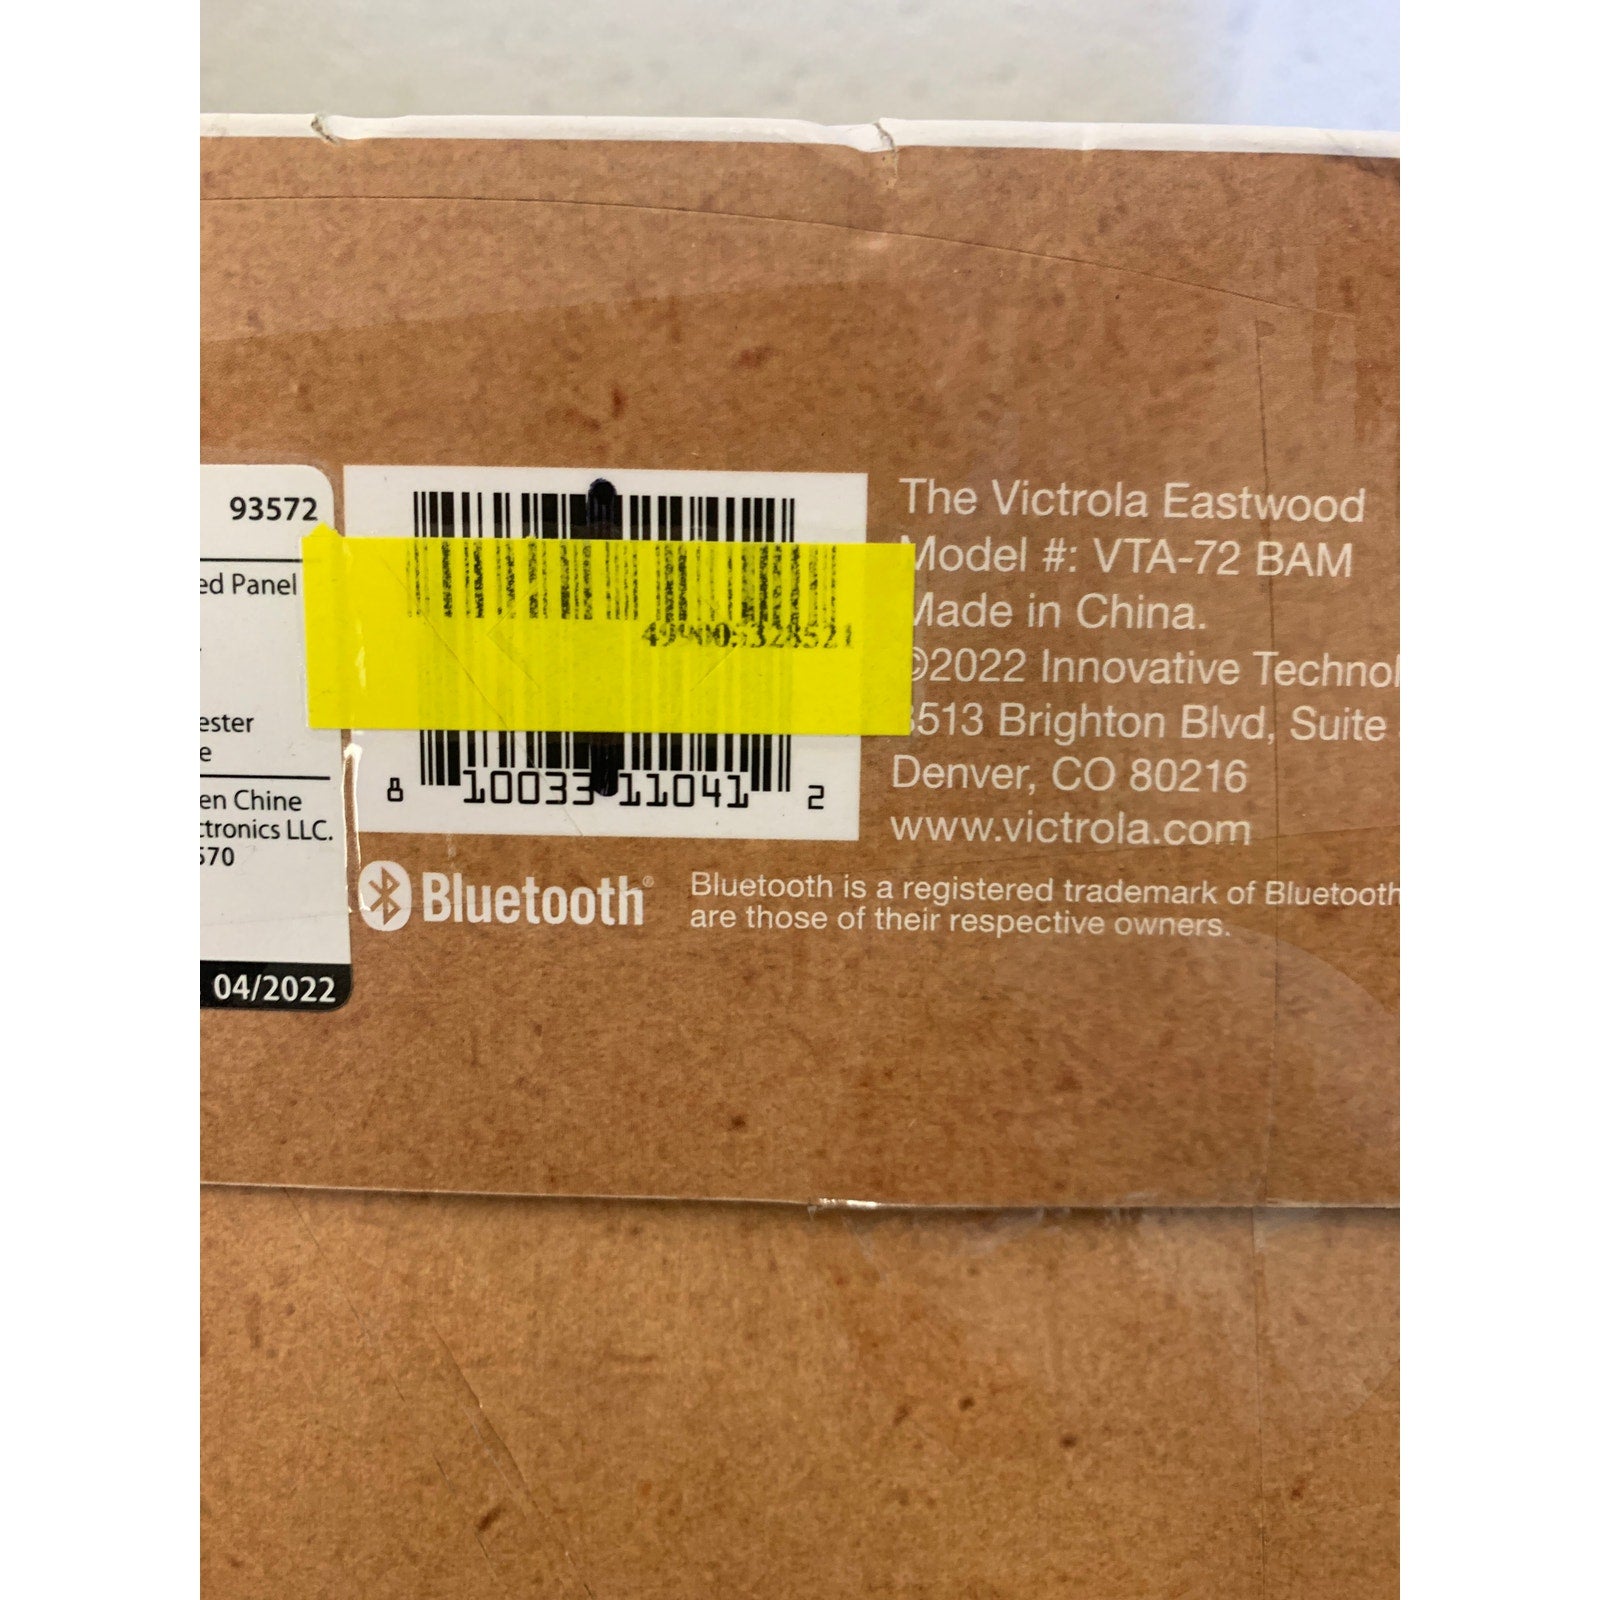 93572
ed Panel
ester
e
en Chine
ctronics LLC.
570
04/2022
8 10033 11041 2
The Victrola Eastwood
Model #: VTA-72 BAM
Made in China.
©2022 Innovative Technol
3513 Brighton Blvd, Suite
Denver, CO 80216
www.victrola.com
Bluetooth®
Bluetooth is a registered trademark of Bluetooth
are those of their respective owners.